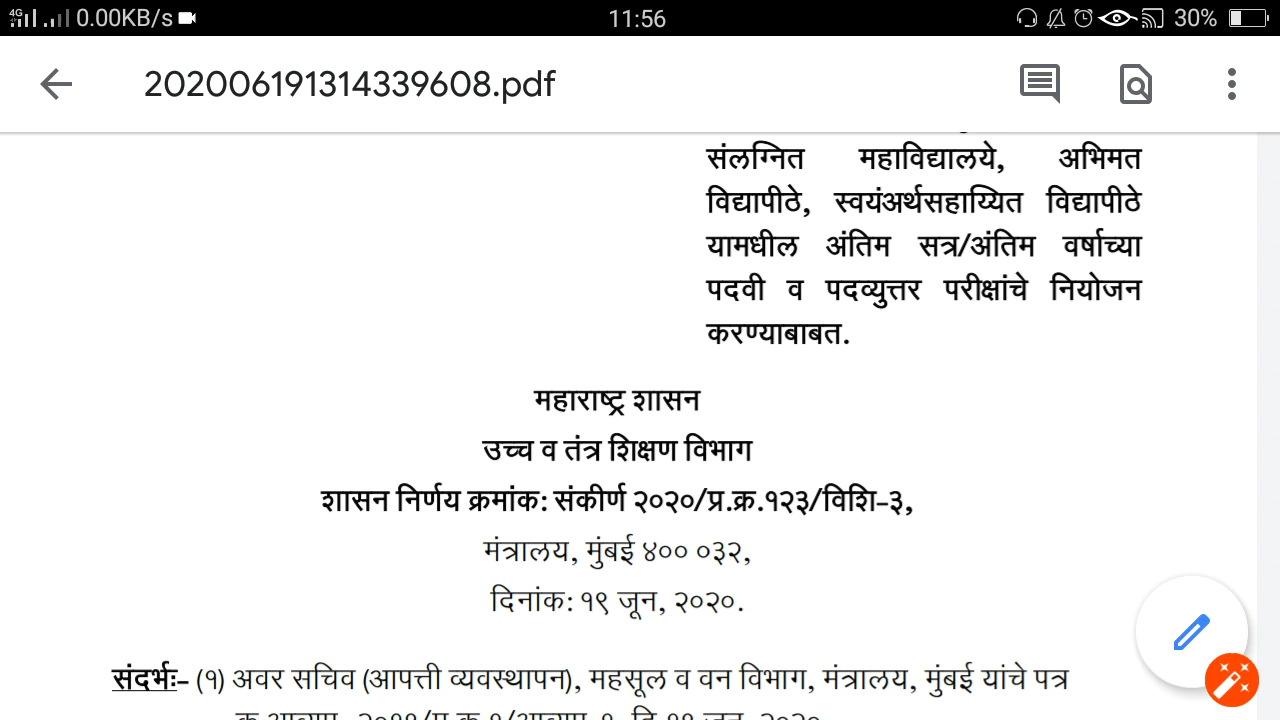 4G 0.00KB/s 11:56 30%
202006191314339608.pdf
संलग्नित महाविद्यालये, अभिमत
विद्यापीठे, स्वयंअर्थसहाय्यित विद्यापीठे
यामधील अंतिम सत्र/अंतिम वर्षाच्या
पदवी व पदव्युत्तर परीक्षांचे नियोजन
करण्याबाबत.
महाराष्ट्र शासन
उच्च व तंत्र शिक्षण विभाग
शासन निर्णय क्रमांक: संकीर्ण २०२०/प्र.क्र.१२३/विशि-३,
मंत्रालय, मुंबई ४०० ०३२,
दिनांक: १९ जून, २०२०.
संदर्भः- (१) अवर सचिव (आपत्ती व्यवस्थापन), महसूल व वन विभाग, मंत्रालय, मुंबई यांचे पत्र